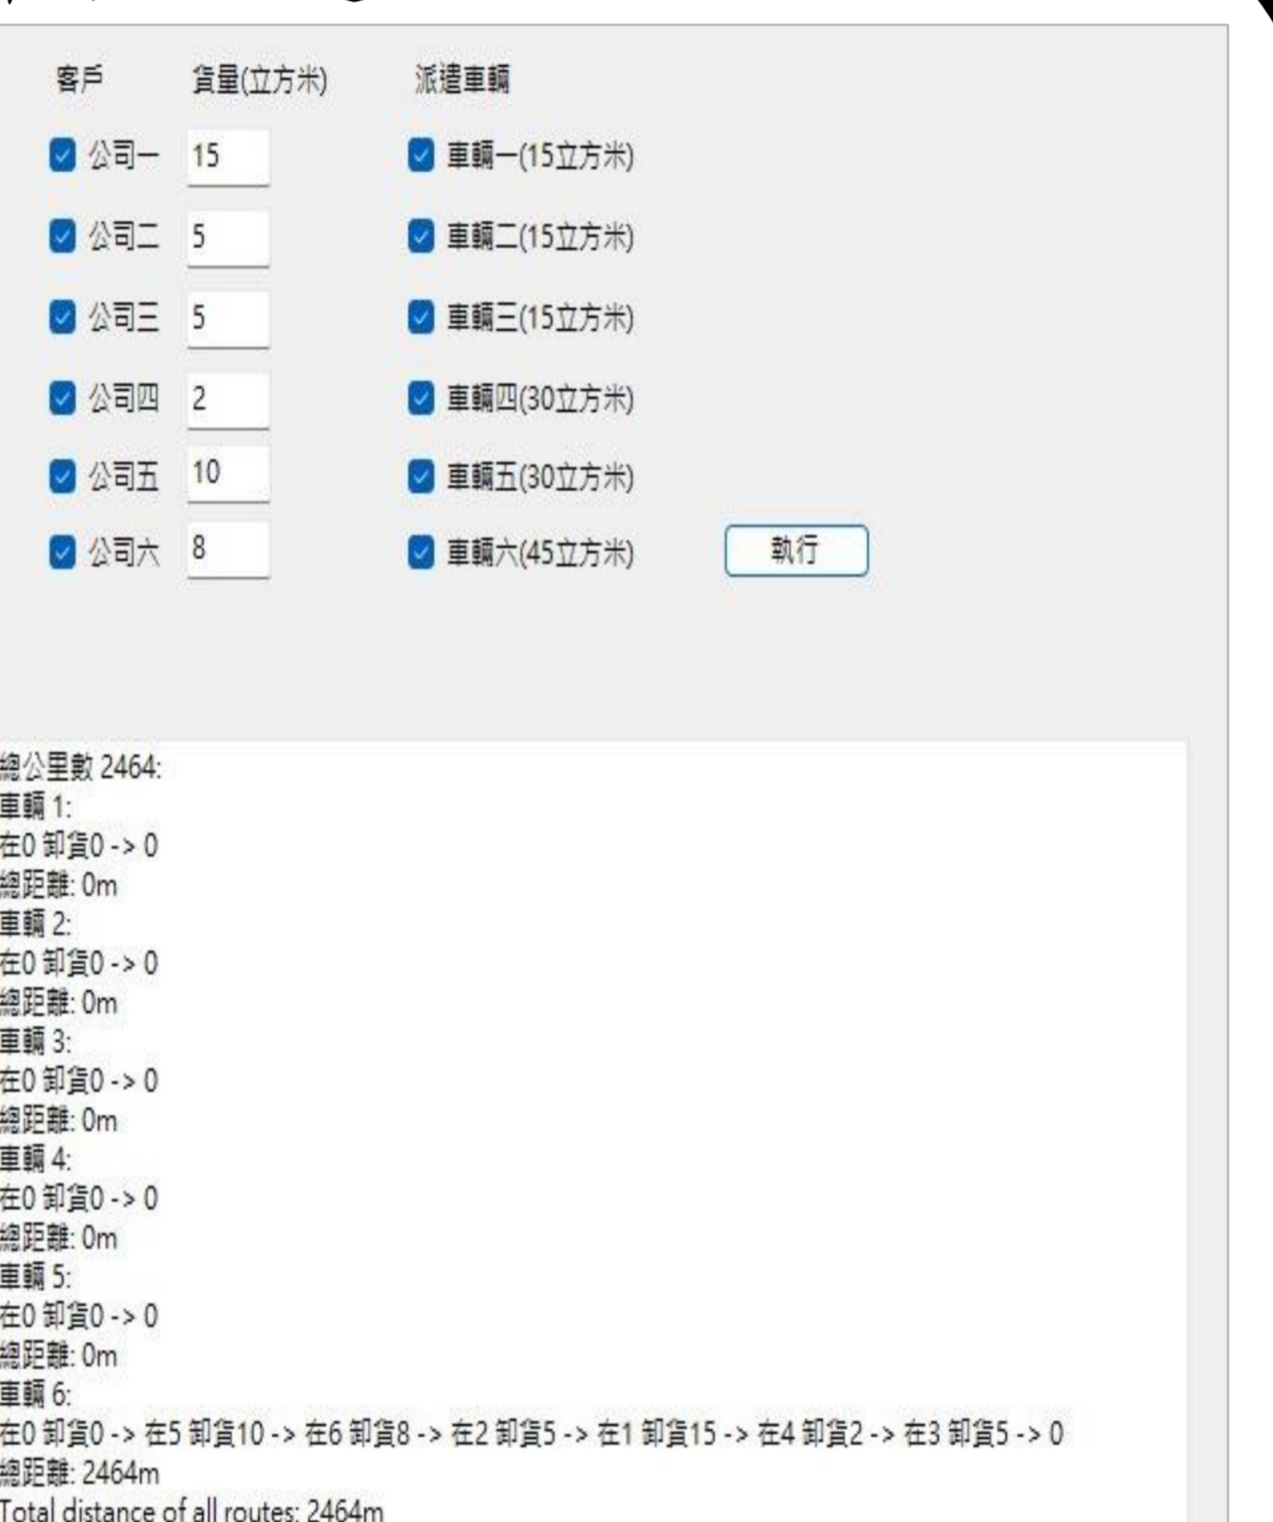 客戶 貨量(立方米) 派遣車輛
公司一 15 車輛一(15立方米)
公司二 5 車輛二(15立方米)
公司三 5 車輛三(15立方米)
公司四 2 車輛四(30立方米)
公司五 10 車輛五(30立方米)
公司六 8 車輛六(45立方米) 執行
總公里數 2464:
車輛 1:
在0 卸貨0 -> 0
總距離: 0m
車輛 2:
在0 卸貨0 -> 0
總距離: 0m
車輛 3:
在0 卸貨0 -> 0
總距離: 0m
車輛 4:
在0 卸貨0 -> 0
總距離: 0m
車輛 5:
在0 卸貨0 -> 0
總距離: 0m
車輛 6:
在0 卸貨0 -> 在5 卸貨10 -> 在6 卸貨8 -> 在2 卸貨5 -> 在1 卸貨15 -> 在4 卸貨2 -> 在3 卸貨5 -> 0
總距離: 2464m
Total distance of all routes: 2464m